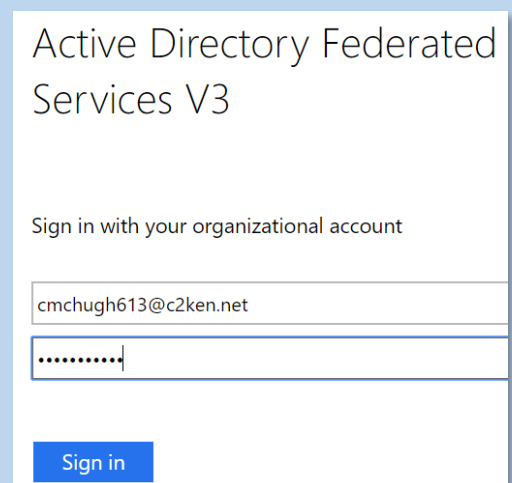 Active Directory Federated
Services V3
Sign in with your organizational account
cmchugh613@c2ken.net
•••••••••••
Sign in